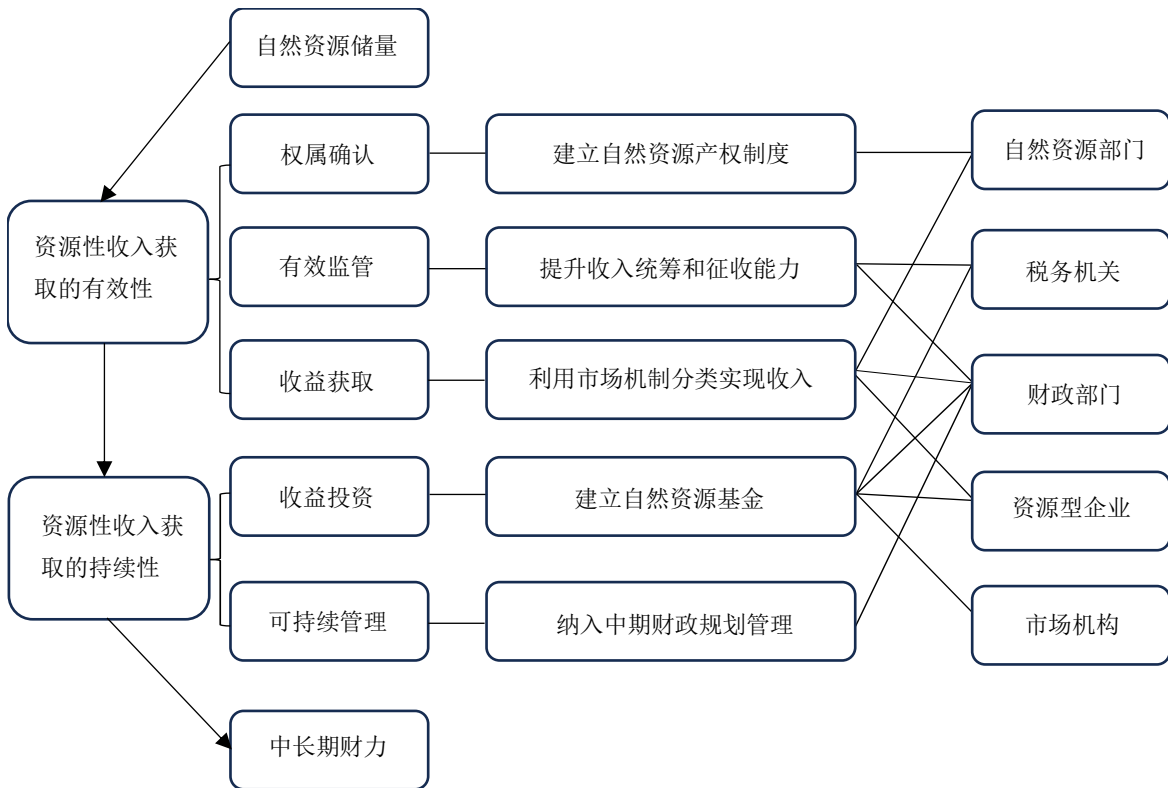 自然资源储量
权属确认
建立自然资源产权制度
自然资源部门
资源性收入获
取的有效性
有效监管
提升收入统筹和征收能力
税务机关
收益获取
利用市场机制分类实现收入
财政部门
资源性收入获
取的持续性
收益投资
建立自然资源基金
资源型企业
可持续管理
纳入中期财政规划管理
市场机构
中长期财力